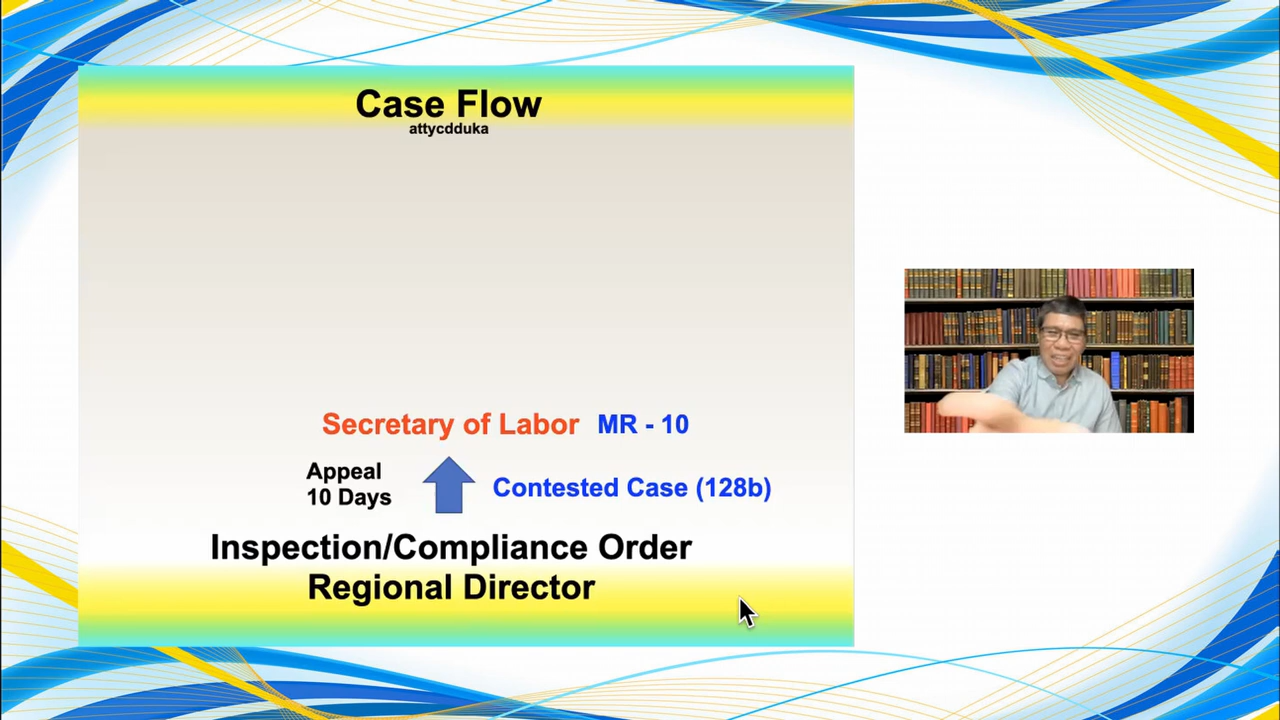 Case Flow
attycdduka
Secretary of Labor MR - 10
Appeal
10 Days
Contested Case (128b)
Inspection/Compliance Order
Regional Director